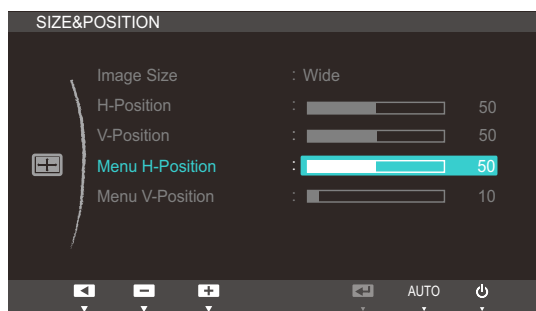 SIZE&POSITION
Image Size : Wide
H-Position : 50
V-Position : 50
Menu H-Position : 50
Menu V-Position : 10
AUTO